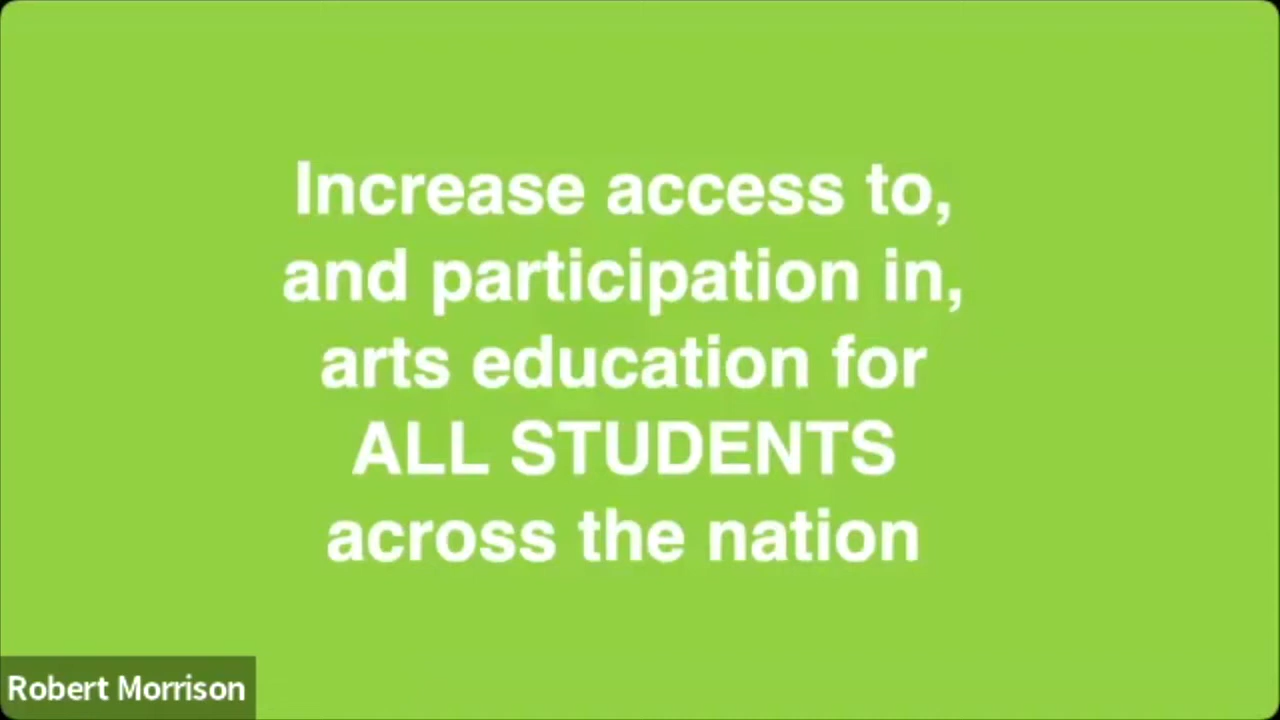 Increase access to,
and participation in,
arts education for
ALL STUDENTS
across the nation
Robert Morrison